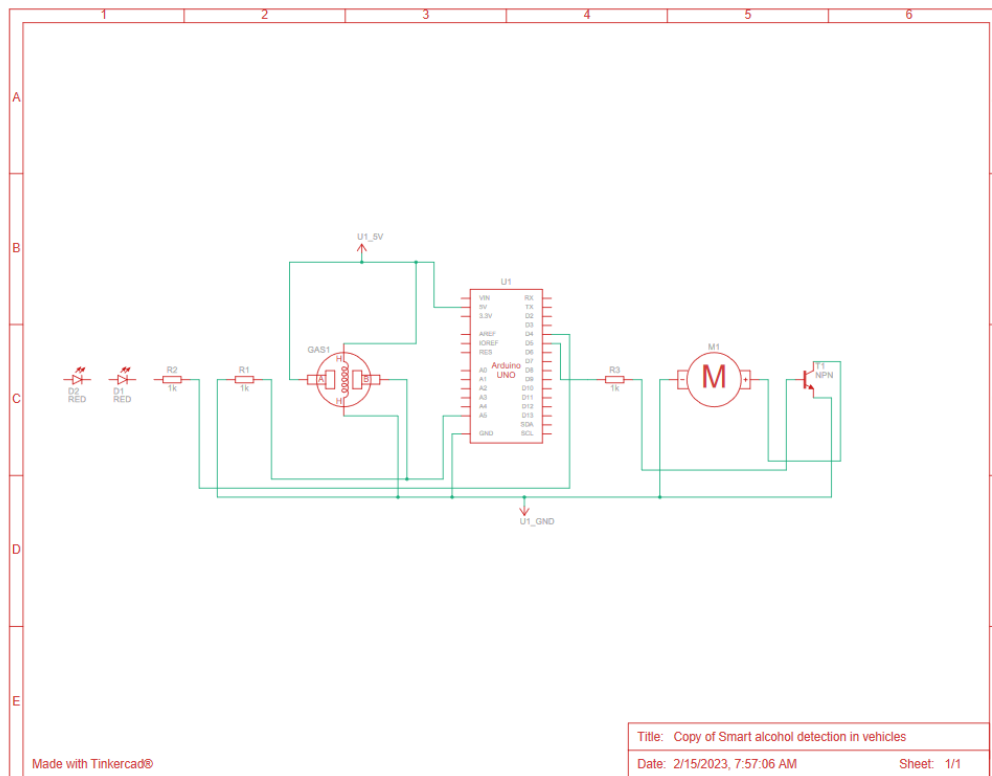 1 2 3 4 5 6
A
B
C
D
E
U1_5V
U1
VIN RX
5V TX
3.3V D2
D3
AREF D4
IOREF D5
RES D6
D7
A0 D8
A1 D9
A2 D10
A3 D11
A4 D12
A5 D13
SDA
GND SCL
Arduino
UNO
GAS1
H
A B
H
D2
RED
D1
RED
R2
1k
R1
1k
R3
1k
M1
- M +
T1
NPN
U1_GND
Title: Copy of Smart alcohol detection in vehicles
Made with Tinkercad®
Date: 2/15/2023, 7:57:06 AM Sheet: 1/1